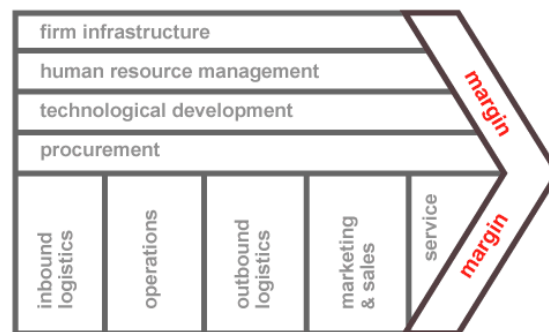 firm infrastructure
human resource management
technological development
procurement
margin
inbound
logistics
operations
outbound
logistics
marketing
& sales
service
margin